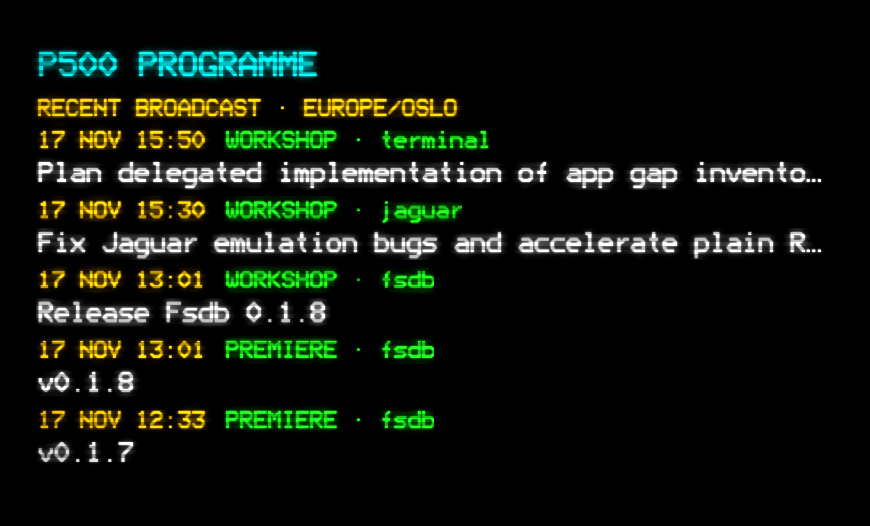 P500 PROGRAMME
RECENT BROADCAST · EUROPE/OSLO
17 NOV 15:50 WORKSHOP · terminal
Plan delegated implementation of app gap invento…
17 NOV 15:30 WORKSHOP · jaguar
Fix Jaguar emulation bugs and accelerate plain R…
17 NOV 13:01 WORKSHOP · fsdb
Release Fsdb 0.1.8
17 NOV 13:01 PREMIERE · fsdb
v0.1.8
17 NOV 12:33 PREMIERE · fsdb
v0.1.7